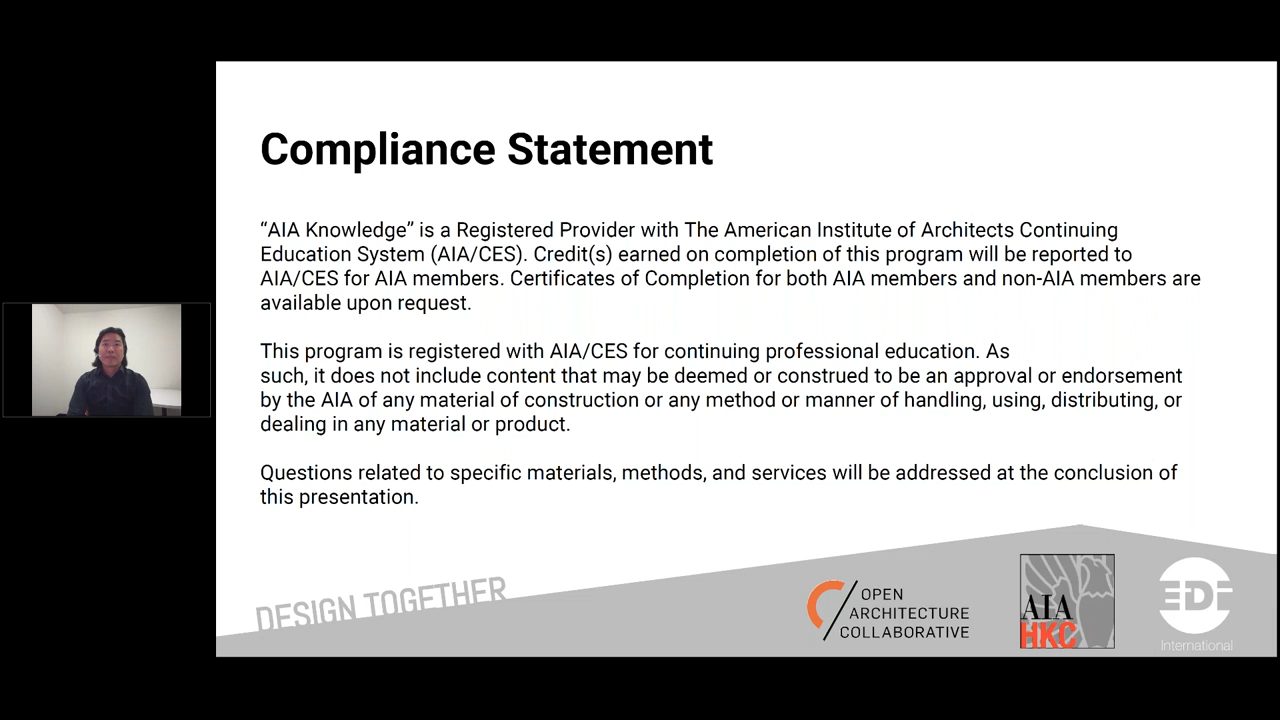 Compliance Statement
“AIA Knowledge” is a Registered Provider with The American Institute of Architects Continuing
Education System (AIA/CES). Credit(s) earned on completion of this program will be reported to
AIA/CES for AIA members. Certificates of Completion for both AIA members and non-AIA members are
available upon request.
This program is registered with AIA/CES for continuing professional education. As
such, it does not include content that may be deemed or construed to be an approval or endorsement
by the AIA of any material of construction or any method or manner of handling, using, distributing, or
dealing in any material or product.
Questions related to specific materials, methods, and services will be addressed at the conclusion of
this presentation.
DESIGN TOGETHER
OPEN
ARCHITECTURE
COLLABORATIVE
AIA
HKC
EDF
International